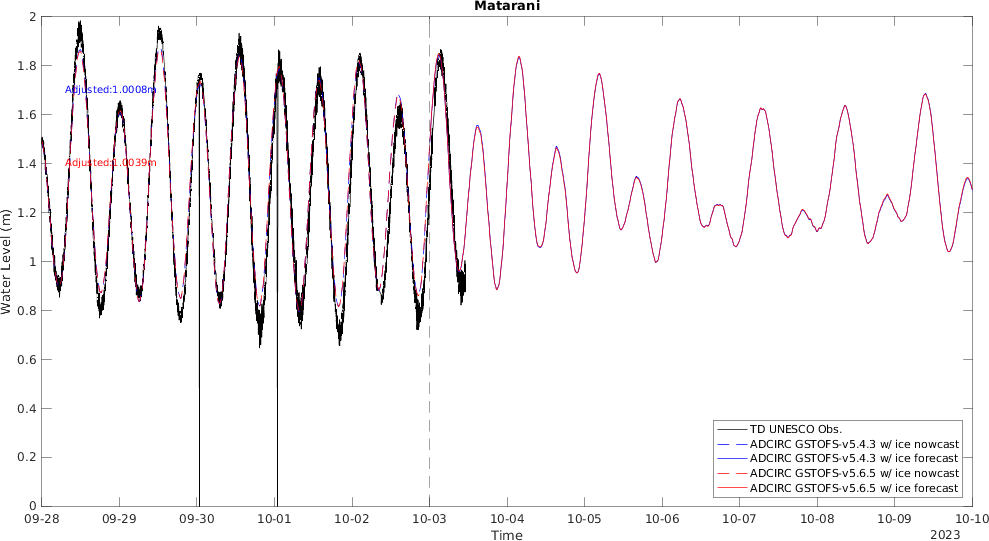 Matarani
2
1.8
1.6
1.4
1.2
1
0.8
0.6
0.4
0.2
0
Water Level (m)
Adjusted:1.0008m
Adjusted:1.0039m
TD UNESCO Obs.
ADCIRC GSTOFS-v5.4.3 w/ ice nowcast
ADCIRC GSTOFS-v5.4.3 w/ ice forecast
ADCIRC GSTOFS-v5.6.5 w/ ice nowcast
ADCIRC GSTOFS-v5.6.5 w/ ice forecast
09-28 09-29 09-30 10-01 10-02 10-03 10-04 10-05 10-06 10-07 10-08 10-09 10-10
Time
2023